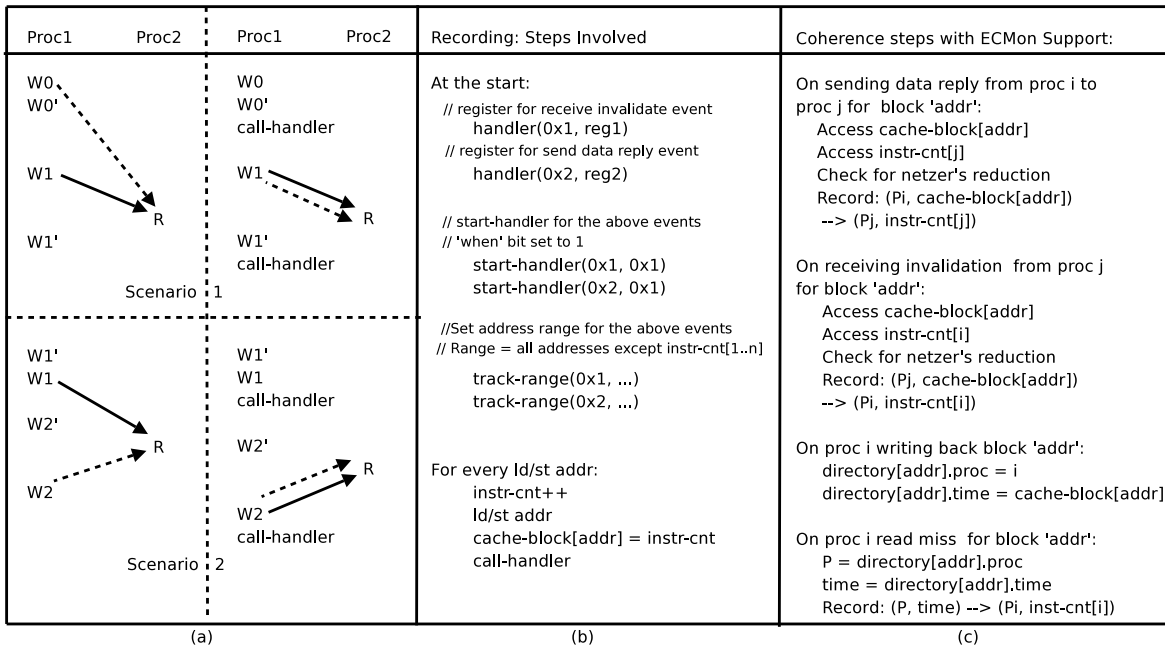 Proc1 Proc2
W0
W0'
W1
R
W1'
Scenario 1
Proc1 Proc2
W0
W0'
call-handler
W1
R
W1'
call-handler
W1'
W1
W2'
R
W2
Scenario 2
W1'
W1
call-handler
W2'
R
W2
call-handler
(a)
Recording: Steps Involved
At the start:
// register for receive invalidate event
handler(0x1, reg1)
// register for send data reply event
handler(0x2, reg2)
// start-handler for the above events
// 'when' bit set to 1
start-handler(0x1, 0x1)
start-handler(0x2, 0x1)
//Set address range for the above events
// Range = all addresses except instr-cnt[1..n]
track-range(0x1, ...)
track-range(0x2, ...)
For every ld/st addr:
instr-cnt++
ld/st addr
cache-block[addr] = instr-cnt
call-handler
(b)
Coherence steps with ECMon Support:
On sending data reply from proc i to
proc j for block 'addr':
Access cache-block[addr]
Access instr-cnt[j]
Check for netzer's reduction
Record: (Pi, cache-block[addr])
--> (Pj, instr-cnt[j])
On receiving invalidation from proc j
for block 'addr':
Access cache-block[addr]
Access instr-cnt[i]
Check for netzer's reduction
Record: (Pj, cache-block[addr])
--> (Pi, instr-cnt[i])
On proc i writing back block 'addr':
directory[addr].proc = i
directory[addr].time = cache-block[addr]
On proc i read miss for block 'addr':
P = directory[addr].proc
time = directory[addr].time
Record: (P, time) --> (Pi, inst-cnt[i])
(c)